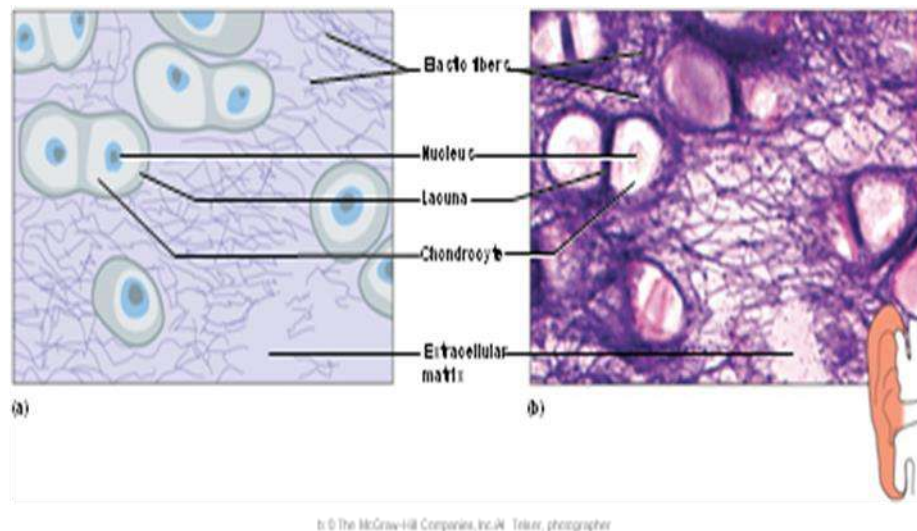 Elastic fibers
Nucleus
Lacuna
Chondrocyte
Extracellular
matrix
(a)
(b)
b: © The McGraw-Hill Companies, Inc./Al Telser, photographer